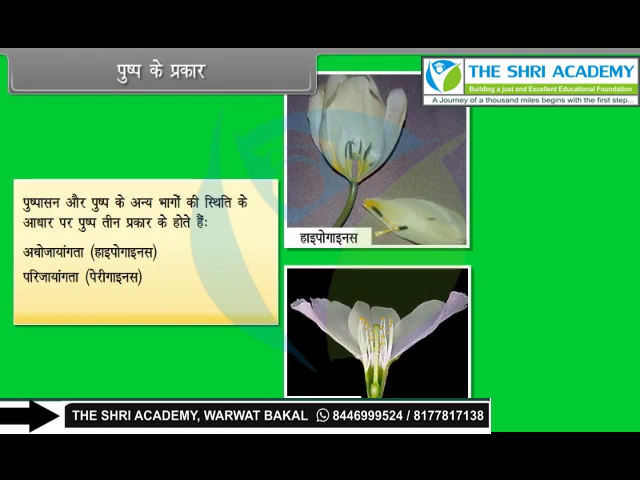 पुष्प के प्रकार
THE SHRI ACADEMY
Building a just and Excellent Educational Foundation
A Journey of a thousand miles begins with the first step...
पुष्पासन और पुष्प के अन्य भागों की स्थिति के
आधार पर पुष्प तीन प्रकार के होते हैं:
अधोजायांगता (हाइपोगाइनस)
परिजायांगता (पेरीगाइनस)
हाइपोगाइनस
THE SHRI ACADEMY, WARWAT BAKAL 8446999524 / 8177817138